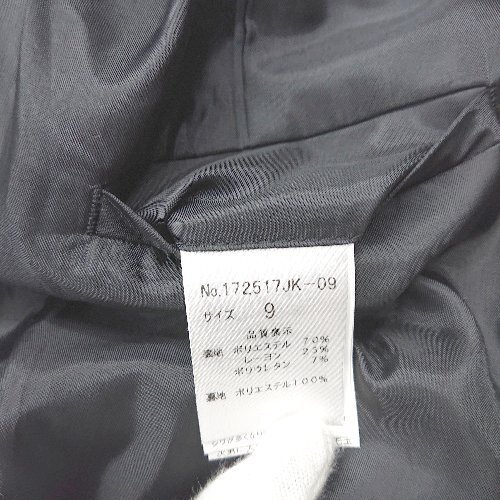 No.172517JK-09
サイズ 9
品質表示
表地 ポリエステル 70%
レーヨン 23%
ポリウレタン 7%
裏地 ポリエステル100%